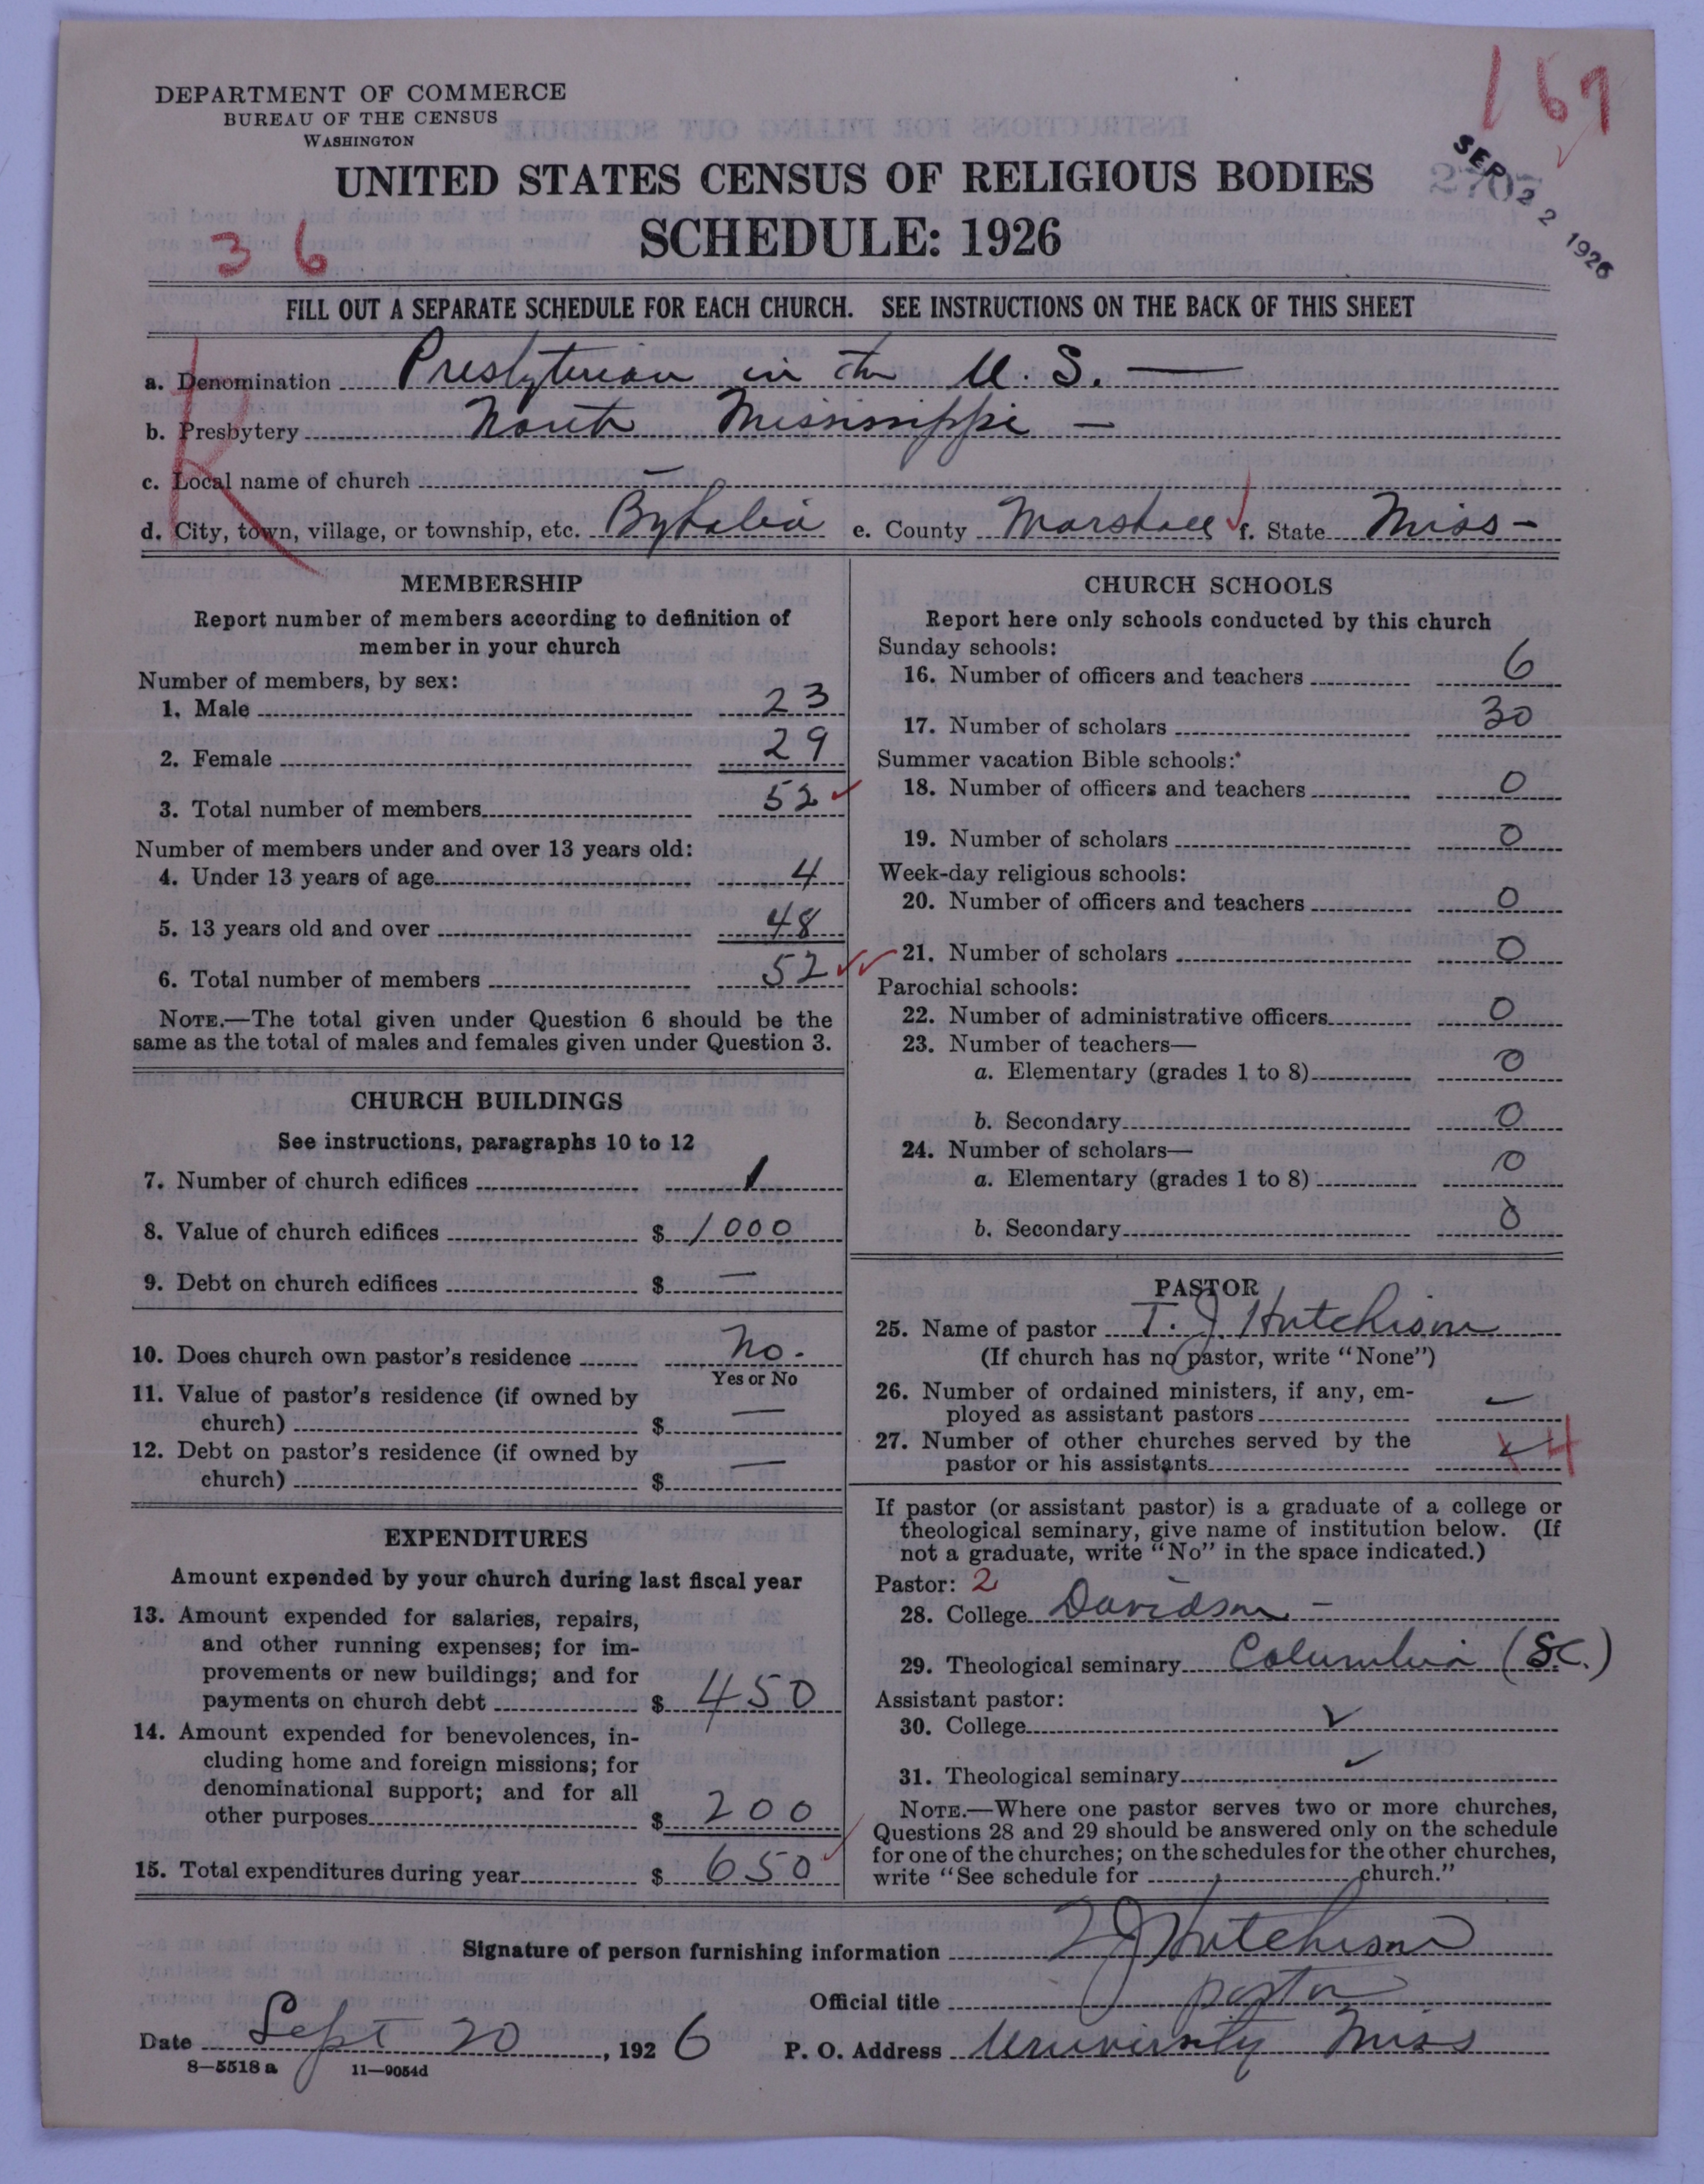 DEPARTMENT OF COMMERCE
BUREAU OF THE CENSUS
WASHINGTON
167
2707
SEP 22 1926
UNITED STATES CENSUS OF RELIGIOUS BODIES
SCHEDULE: 1926
36
FILL OUT A SEPARATE SCHEDULE FOR EACH CHURCH. SEE INSTRUCTIONS ON THE BACK OF THIS SHEET
R
a. Denomination Presbyterian in the U. S. —
b. Presbytery North Mississippi —
c. Local name of church
d. City, town, village, or township, etc. Byhalia e. County Marshall f. State Miss –
MEMBERSHIP
Report number of members according to definition of
member in your church
Number of members, by sex:
1. Male 23
2. Female 29
3. Total number of members 52 ✓
Number of members under and over 13 years old:
4. Under 13 years of age 4
5. 13 years old and over 48
6. Total number of members 52 ✓✓
NOTE.—The total given under Question 6 should be the
same as the total of males and females given under Question 3.
CHURCH BUILDINGS
See instructions, paragraphs 10 to 12
7. Number of church edifices 1
8. Value of church edifices $ 1000
9. Debt on church edifices $ —
10. Does church own pastor's residence No.
Yes or No
11. Value of pastor's residence (if owned by
church) $ —
12. Debt on pastor's residence (if owned by
church) $ —
EXPENDITURES
Amount expended by your church during last fiscal year
13. Amount expended for salaries, repairs,
and other running expenses; for im-
provements or new buildings; and for
payments on church debt $ 450
14. Amount expended for benevolences, in-
cluding home and foreign missions; for
denominational support; and for all
other purposes $ 200
15. Total expenditures during year $ 650 ✓
CHURCH SCHOOLS
Report here only schools conducted by this church
Sunday schools:
16. Number of officers and teachers 6
17. Number of scholars 30
Summer vacation Bible schools:
18. Number of officers and teachers 0
19. Number of scholars 0
Week-day religious schools:
20. Number of officers and teachers 0
21. Number of scholars 0
Parochial schools:
22. Number of administrative officers 0
23. Number of teachers—
a. Elementary (grades 1 to 8) 0
b. Secondary 0
24. Number of scholars—
a. Elementary (grades 1 to 8) 0
b. Secondary 0
PASTOR
25. Name of pastor T. J. Hutchison
(If church has no pastor, write "None")
26. Number of ordained ministers, if any, em-
ployed as assistant pastors ✓
27. Number of other churches served by the
pastor or his assistants 4
If pastor (or assistant pastor) is a graduate of a college or
theological seminary, give name of institution below. (If
not a graduate, write "No" in the space indicated.)
Pastor: 2
28. College Davidson –
29. Theological seminary Columbia (S.C.)
Assistant pastor:
30. College ✓
31. Theological seminary ✓
NOTE.—Where one pastor serves two or more churches,
Questions 28 and 29 should be answered only on the schedule
for one of the churches; on the schedules for the other churches,
write "See schedule for church."
Signature of person furnishing information T J Hutchison
Official title pastor
Date Sept 20, 1926 P. O. Address University Miss
8—5518 a 11—9054d